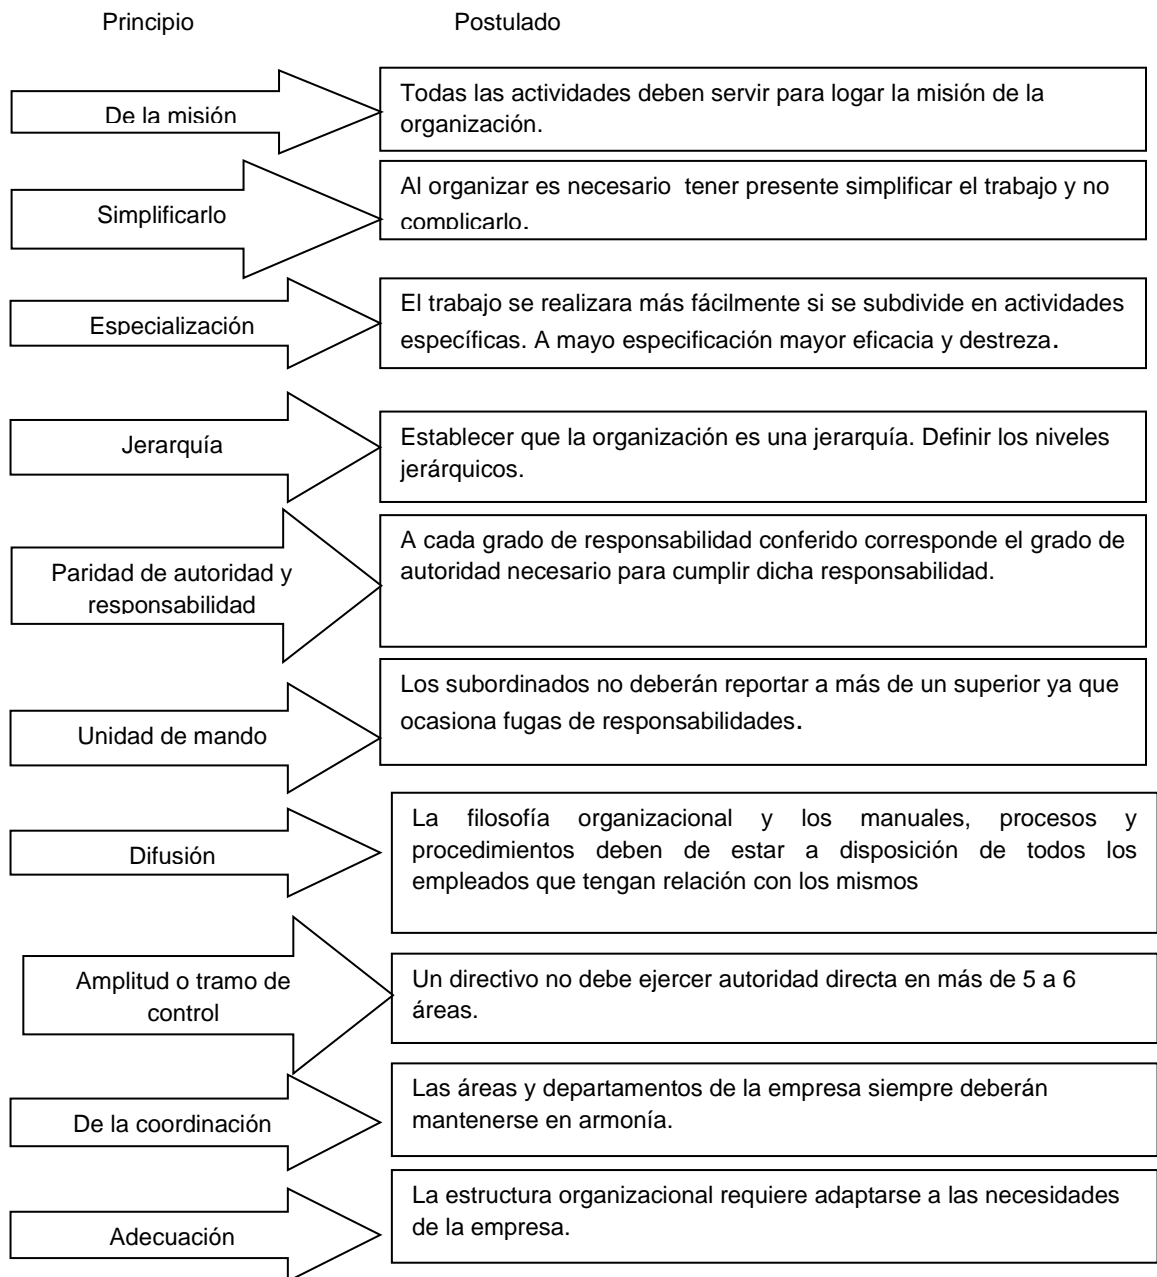 Principio Postulado
De la misión
Todas las actividades deben servir para logar la misión de la
organización.
Simplificarlo
Al organizar es necesario  tener presente simplificar el trabajo y no
complicarlo.
Especialización
El trabajo se realizara más fácilmente si se subdivide en actividades
específicas. A mayo especificación mayor eficacia y destreza.
Jerarquía
Establecer que la organización es una jerarquía. Definir los niveles
jerárquicos.
Paridad de autoridad y
responsabilidad
A cada grado de responsabilidad conferido corresponde el grado de
autoridad necesario para cumplir dicha responsabilidad.
Unidad de mando
Los subordinados no deberán reportar a más de un superior ya que
ocasiona fugas de responsabilidades.
Difusión
La filosofía organizacional y los manuales, procesos y
procedimientos deben de estar a disposición de todos los
empleados que tengan relación con los mismos
Amplitud o tramo de
control
Un directivo no debe ejercer autoridad directa en más de 5 a 6
áreas.
De la coordinación
Las áreas y departamentos de la empresa siempre deberán
mantenerse en armonía.
Adecuación
La estructura organizacional requiere adaptarse a las necesidades
de la empresa.